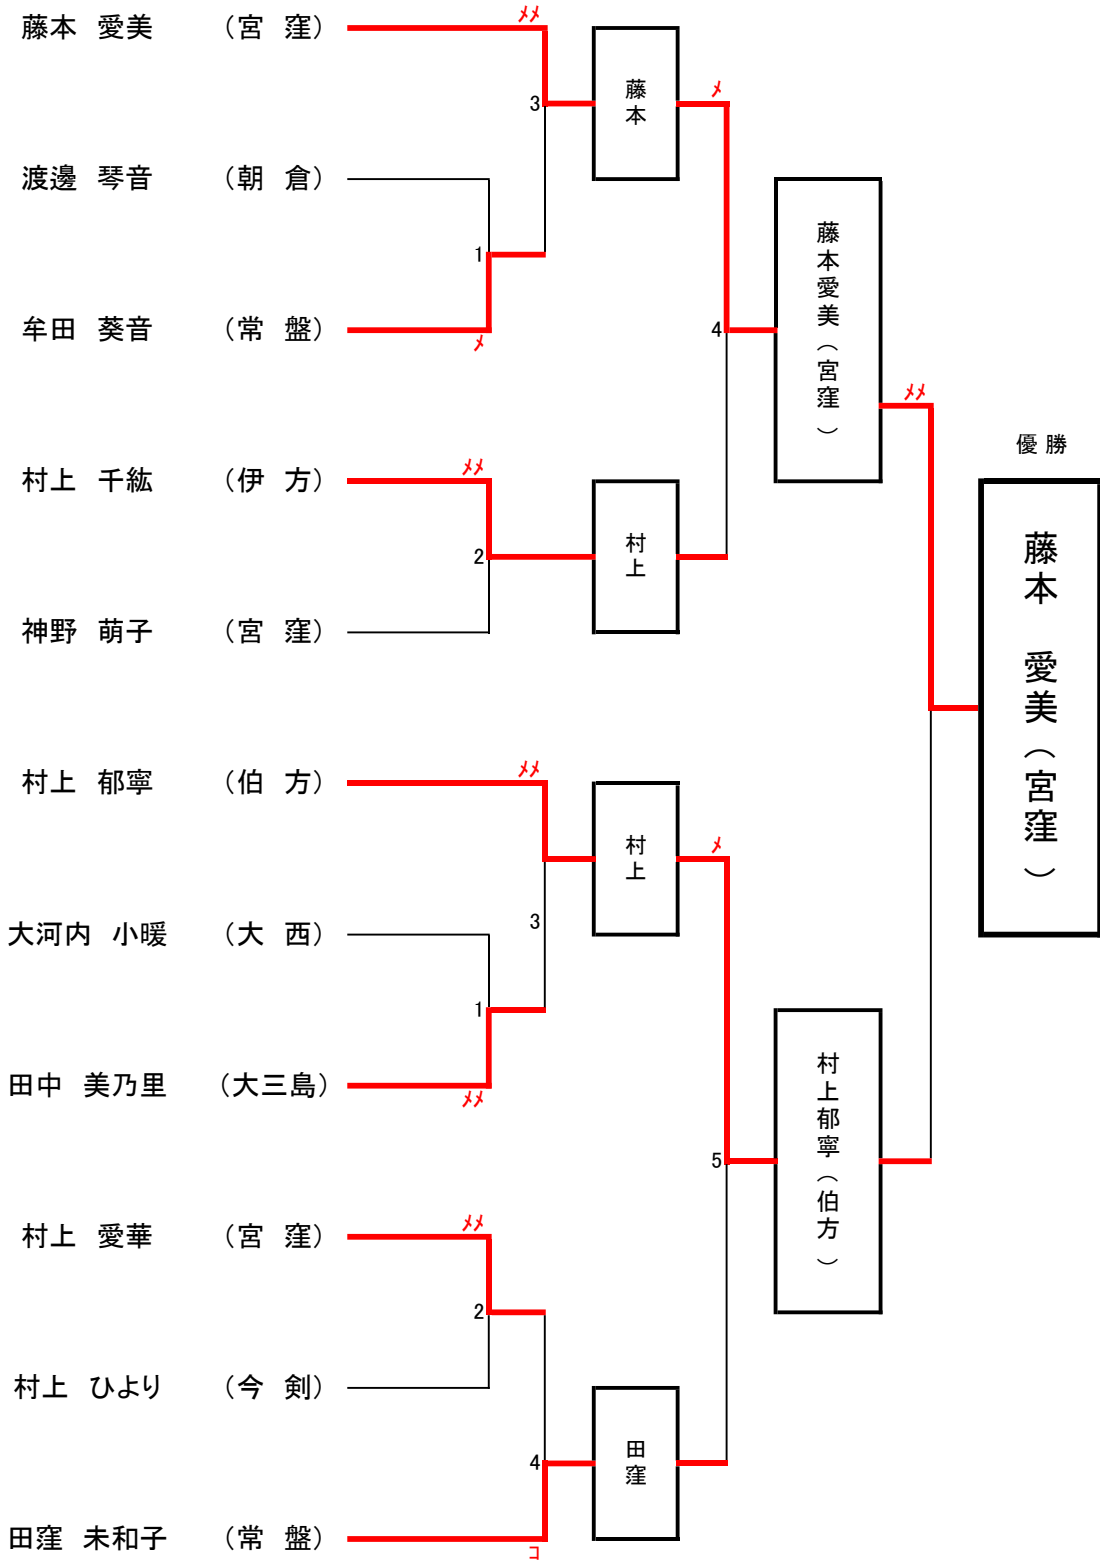 藤本 愛美 （宮 窪）
渡邊 琴音 （朝 倉）
牟田 葵音 （常 盤）
村上 千紘 （伊 方）
神野 萌子 （宮 窪）
村上 郁寧 （伯 方）
大河内 小暖 （大 西）
田中 美乃里 （大三島）
村上 愛華 （宮 窪）
村上 ひより （今 剣）
田窪 未和子 （常 盤）
メメ
3
1
メ
メメ
2
メメ
3
1
メメ
メメ
2
4
コ
藤本
村上
村上
田窪
メ
4
メ
5
藤本愛美（宮窪）
村上郁寧（伯方）
メメ
優 勝
藤本 愛美（宮窪）